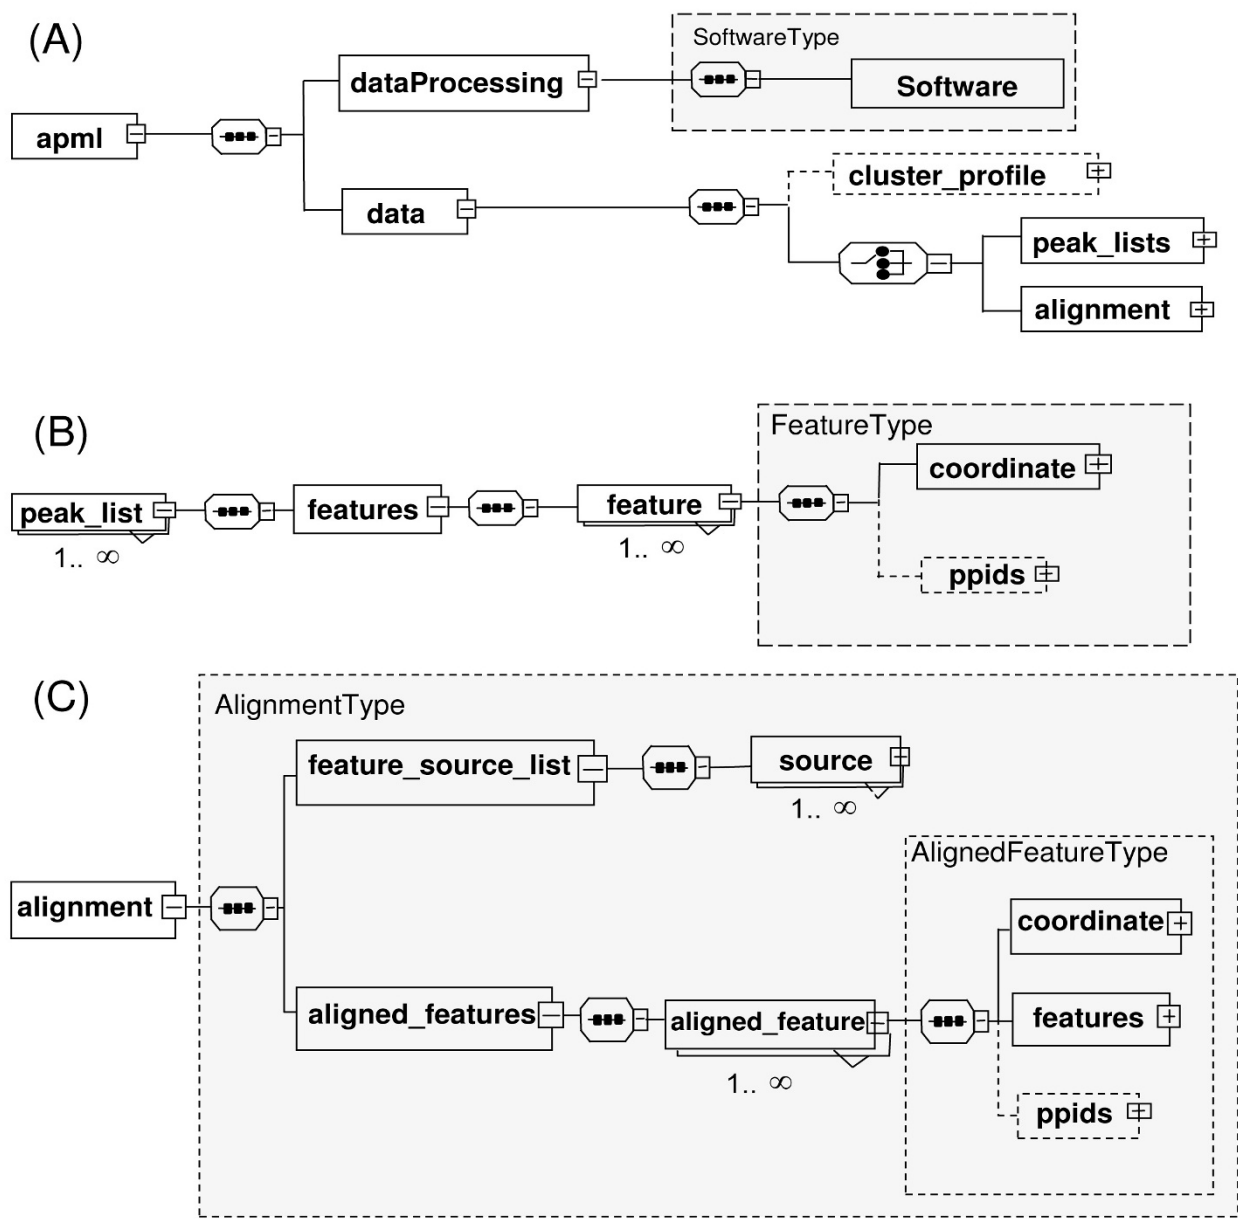 (A)
SoftwareType
dataProcessing
Software
apml
cluster_profile
data
peak_lists
alignment
(B)
FeatureType
coordinate
peak_list
features
feature
1.. ∞
1.. ∞
ppids
(C)
AlignmentType
feature_source_list
source
1.. ∞
AlignedFeatureType
alignment
coordinate
aligned_features
aligned_feature
features
1.. ∞
ppids